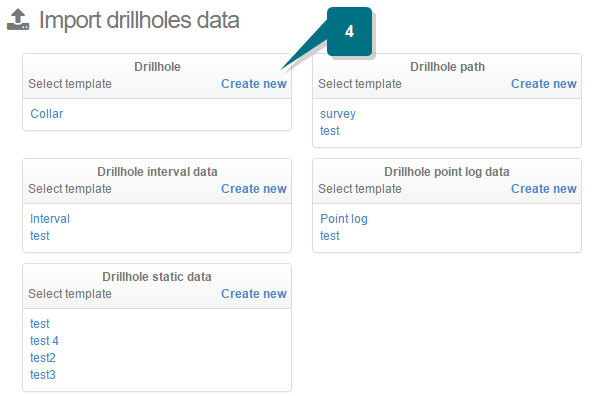 Import drillholes data
4
Drillhole
Select template Create new
Collar
Drillhole path
Select template Create new
survey
test
Drillhole interval data
Select template Create new
Interval
test
Drillhole point log data
Select template Create new
Point log
test
Drillhole static data
Select template Create new
test
test 4
test2
test3